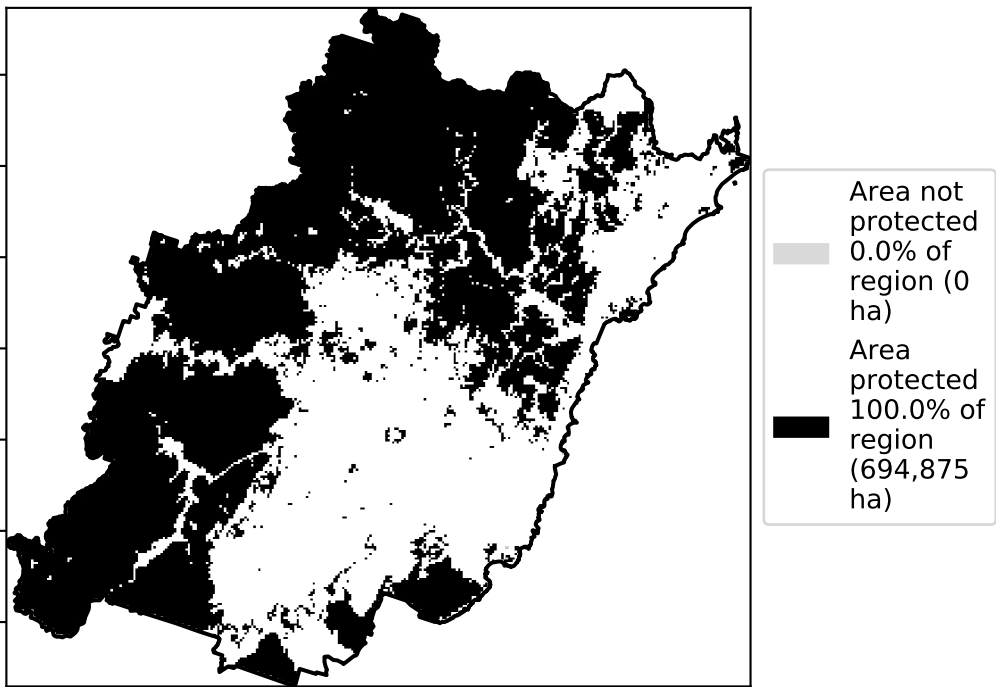 Area not
protected
0.0% of
region (0
ha)
Area
protected
100.0% of
region
(694,875
ha)